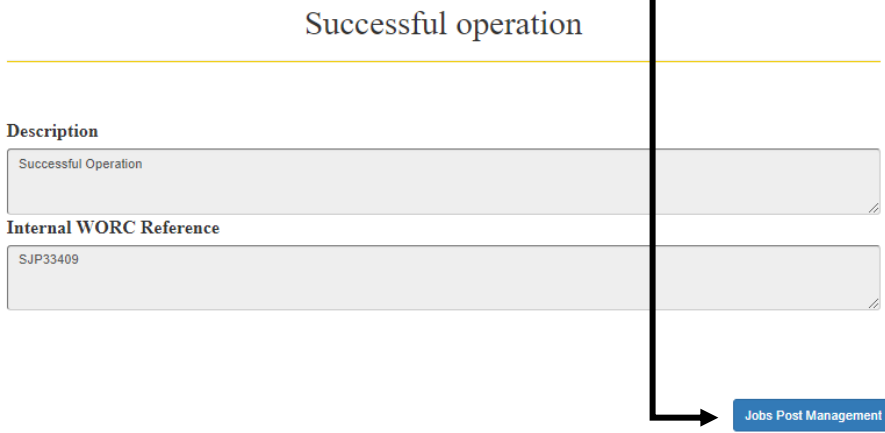 Successful operation
Description
Successful Operation
Internal WORC Reference
SJP33409
Jobs Post Management